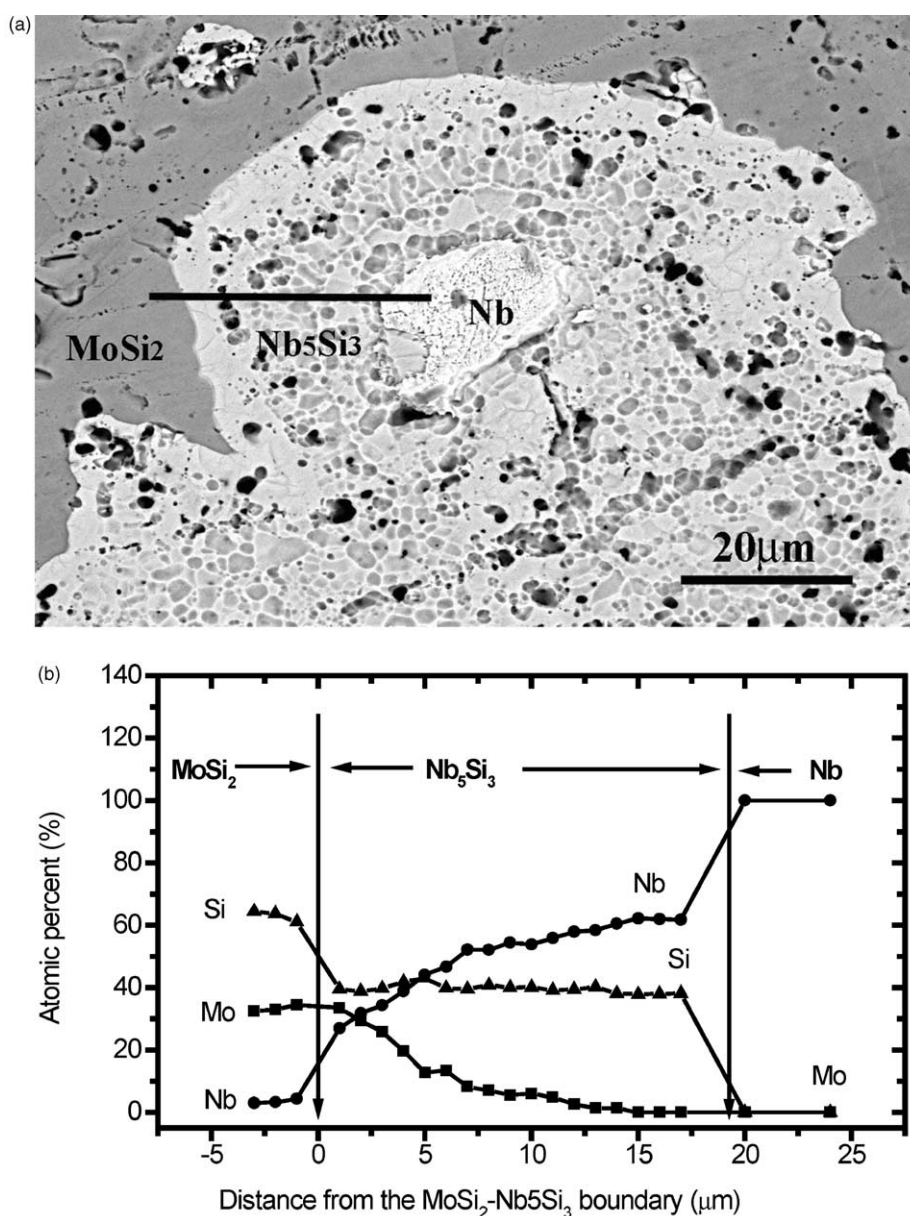 (a)
Nb
MoSi₂
Nb₅Si₃
20μm
(b)
140
120
100
80
60
40
20
0
Atomic percent (%)
MoSi₂
Nb₅Si₃
Nb
Si
Mo
Nb
Nb
Si
Mo
-5 0 5 10 15 20 25
Distance from the MoSi₂-Nb5Si₃ boundary (μm)